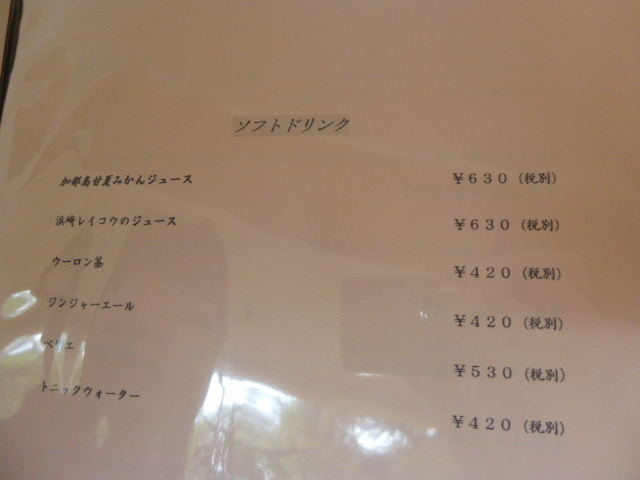 ソフトドリンク
加部島甘夏みかんジュース ¥630（税別）
浜崎レイコウのジュース ¥630（税別）
ウーロン茶 ¥420（税別）
ジンジャーエール ¥420（税別）
ペリエ ¥530（税別）
トニックウォーター ¥420（税別）